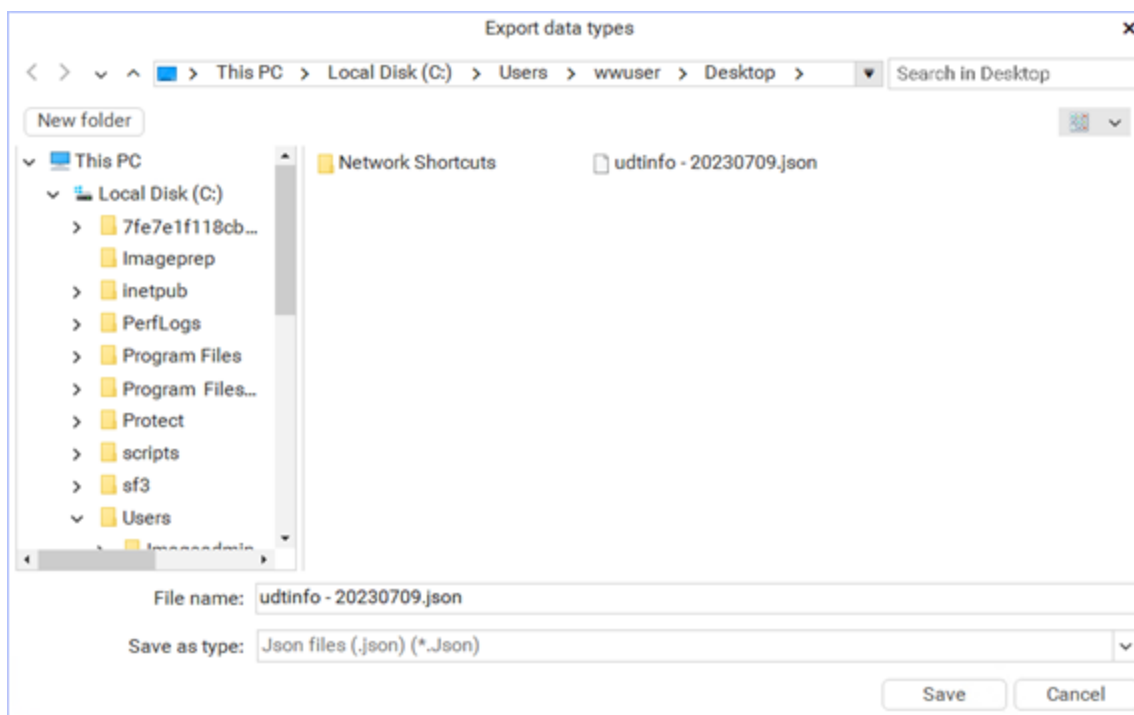 Export data types
This PC > Local Disk (C:) > Users > wwuser > Desktop >
Search in Desktop
New folder
This PC
Local Disk (C:)
7fe7e1f118cb...
Imageprep
inetpub
PerfLogs
Program Files
Program Files...
Protect
scripts
sf3
Users
Network Shortcuts
udtinfo - 20230709.json
File name: udtinfo - 20230709.json
Save as type: Json files (.json) (*.Json)
Save Cancel